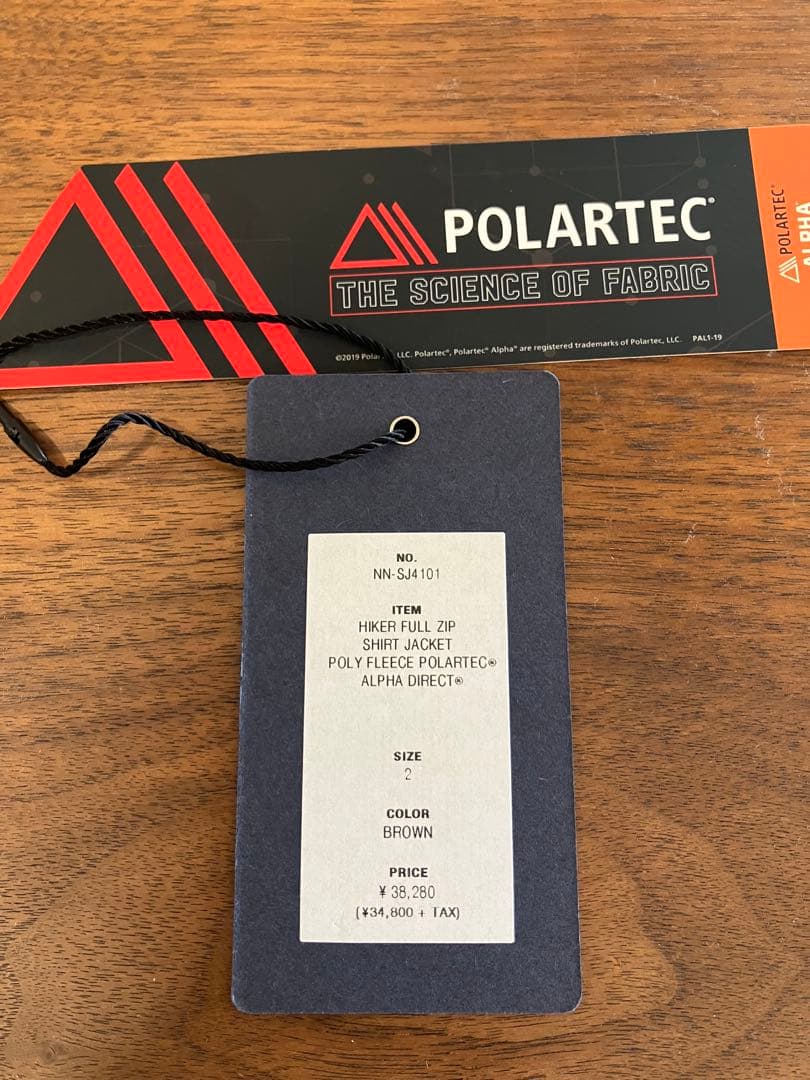 POLARTEC®
THE SCIENCE OF FABRIC
©2019 LLC. Polartec®, Polartec® Alpha® are registered trademarks of Polartec, LLC. PAL1-19
POLARTEC®
ALPHA
NO.
NN-SJ4101
ITEM
HIKER FULL ZIP
SHIRT JACKET
POLY FLEECE POLARTEC®
ALPHA DIRECT®
SIZE
2
COLOR
BROWN
PRICE
¥ 38,280
(¥34,800 + TAX)